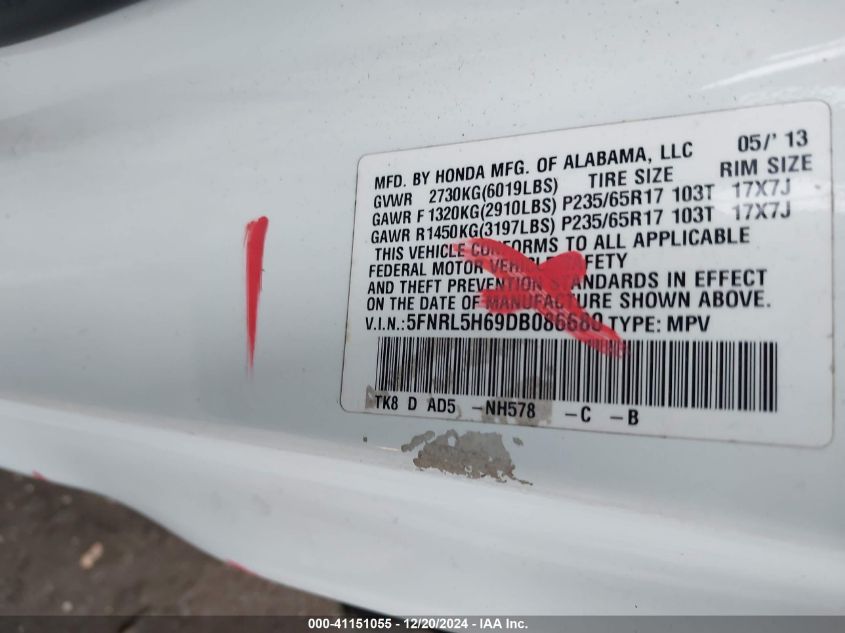 MFD. BY HONDA MFG. OF ALABAMA, LLC 05/' 13
GVWR 2730KG(6019LBS) TIRE SIZE RIM SIZE
GAWR F 1320KG(2910LBS) P235/65R17 103T 17X7J
GAWR R1450KG(3197LBS) P235/65R17 103T 17X7J
THIS VEHICLE CONFORMS TO ALL APPLICABLE
FEDERAL MOTOR VEHICLE SAFETY
AND THEFT PREVENTION STANDARDS IN EFFECT
ON THE DATE OF MANUFACTURE SHOWN ABOVE.
V.I.N.:5FNRL5H69DB086680 TYPE: MPV
TK8 D AD5 -NH578 -C -B
000-41151055 - 12/20/2024 - IAA Inc.